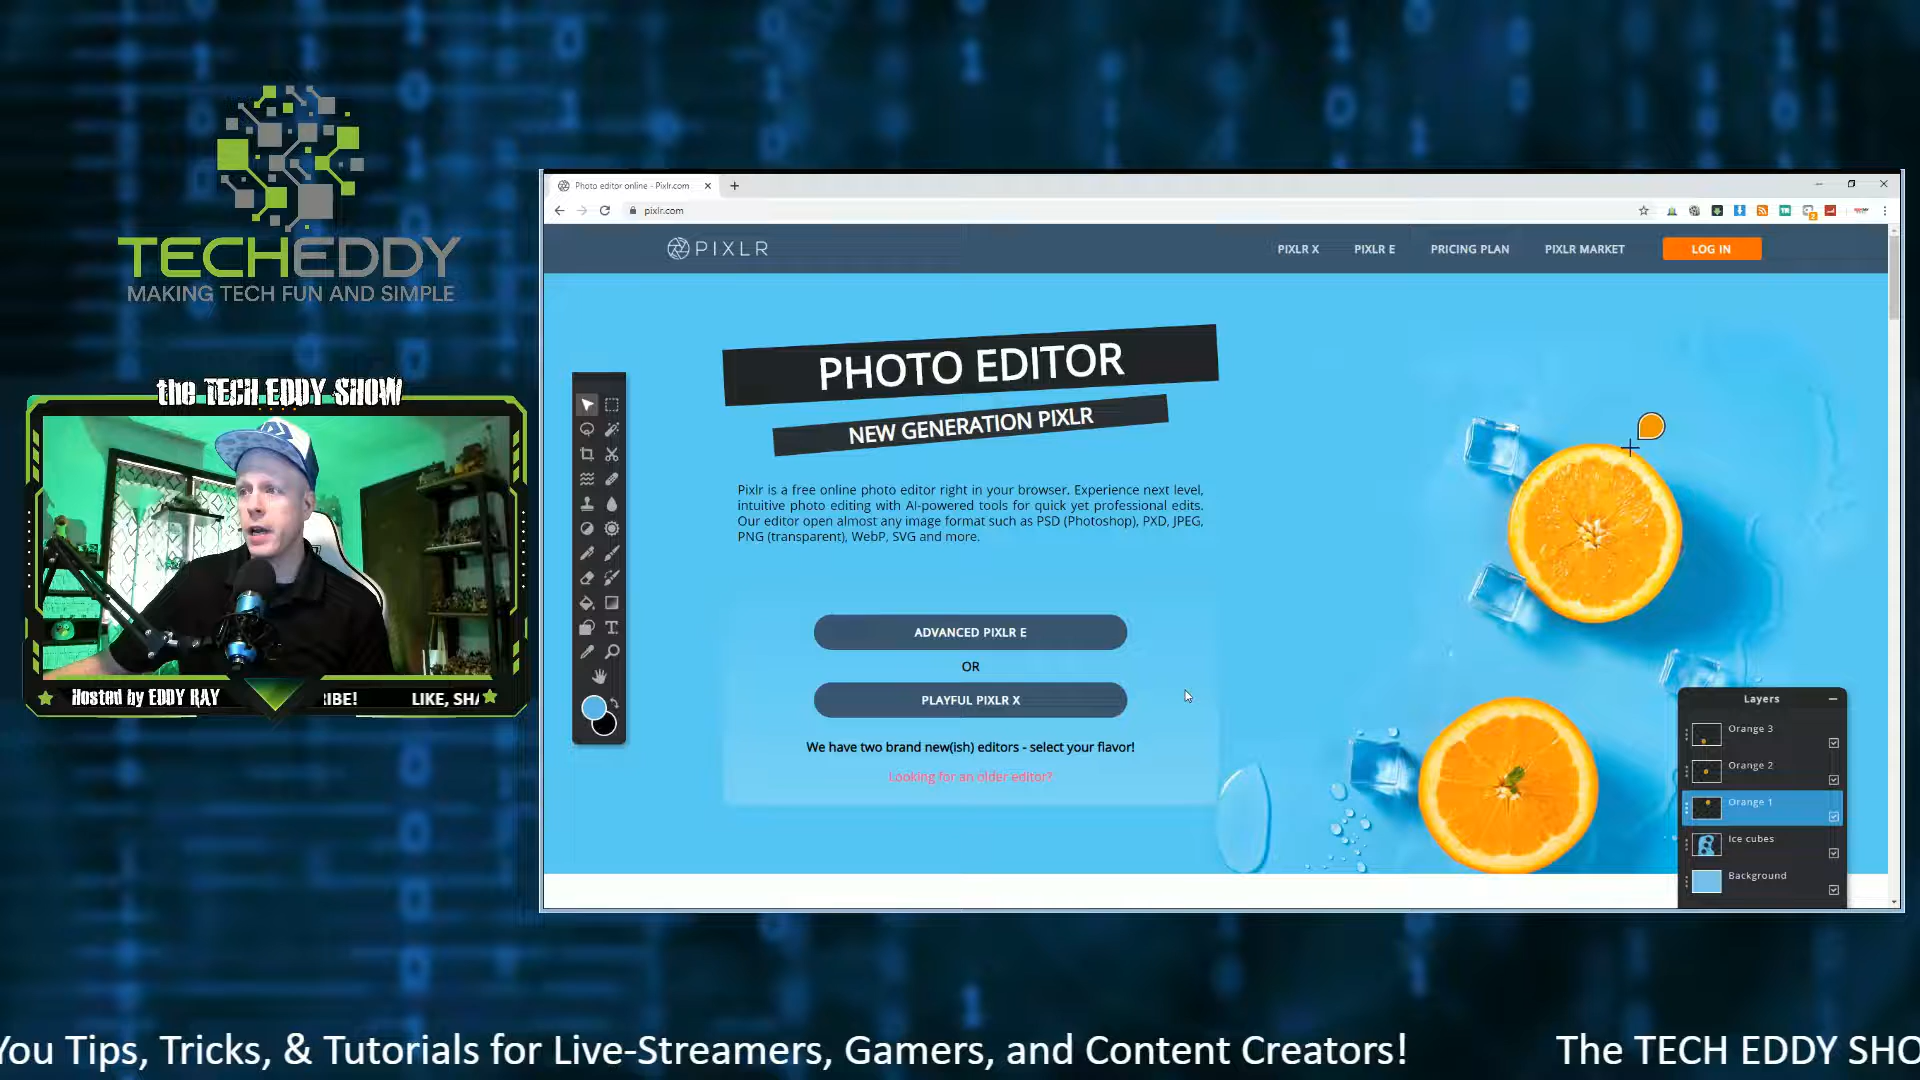 TECHEDDY
MAKING TECH FUN AND SIMPLE
the TECH EDDY SHOW
Hosted by EDDY RAY
RIBE! LIKE, SHA
Photo editor online - Pixlr.com
pixlr.com
PIXLR
PIXLR X
PIXLR E
PRICING PLAN
PIXLR MARKET
LOG IN
PHOTO EDITOR
NEW GENERATION PIXLR
Pixlr is a free online photo editor right in your browser. Experience next level,
intuitive photo editing with AI-powered tools for quick yet professional edits.
Our editor open almost any image format such as PSD (Photoshop), PXD, JPEG,
PNG (transparent), WebP, SVG and more.
ADVANCED PIXLR E
OR
PLAYFUL PIXLR X
We have two brand new(ish) editors - select your flavor!
Looking for an older editor?
Layers
Orange 3
Orange 2
Orange 1
Ice cubes
Background
You Tips, Tricks, & Tutorials for Live-Streamers, Gamers, and Content Creators! The TECH EDDY SHO